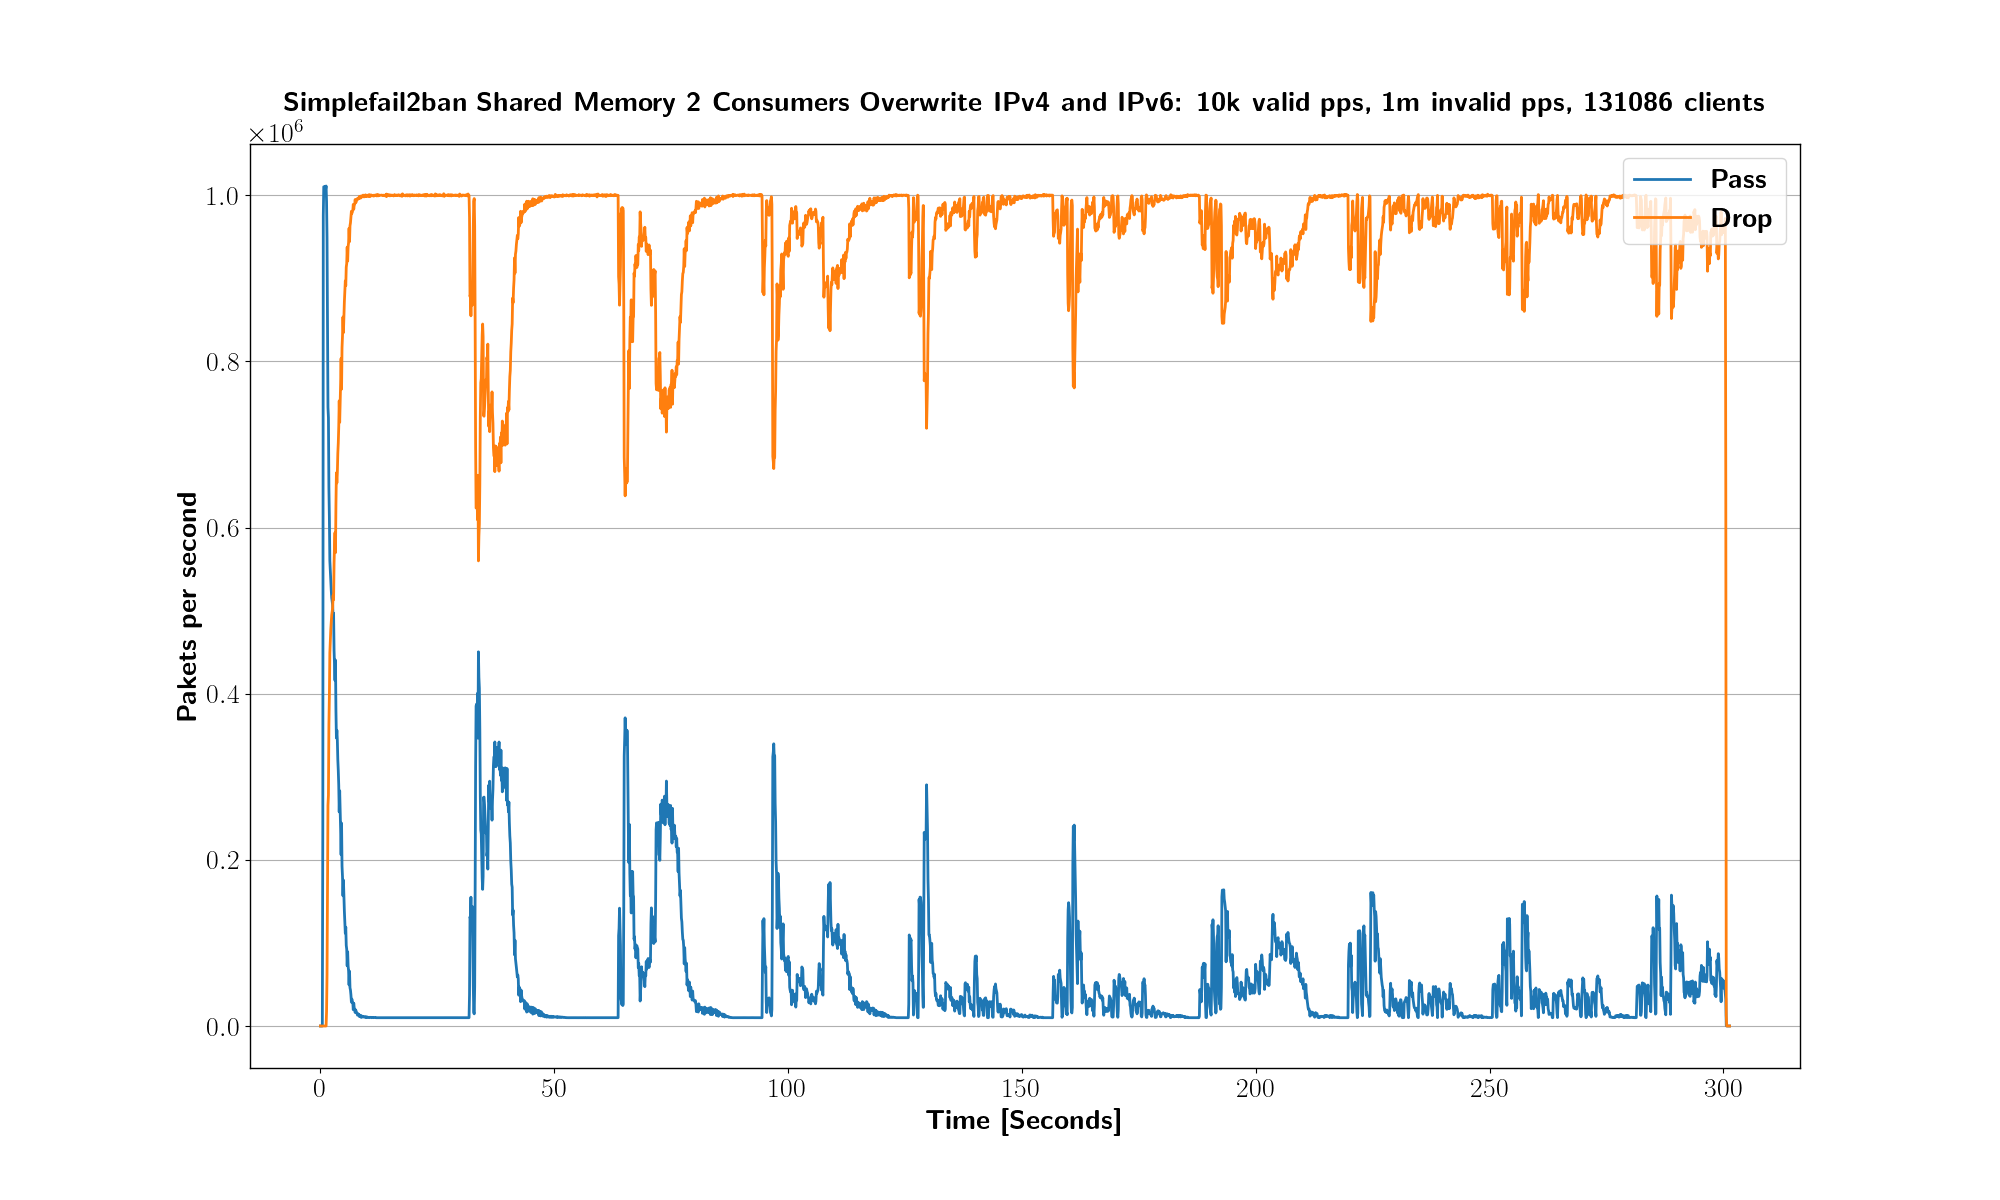 Simplefail2ban Shared Memory 2 Consumers Overwrite IPv4 and IPv6: 10k valid pps, 1m invalid pps, 131086 clients
×10⁶
Pass
Drop
1.0
0.8
0.6
0.4
0.2
0.0
Pakets per second
0 50 100 150 200 250 300
Time [Seconds]